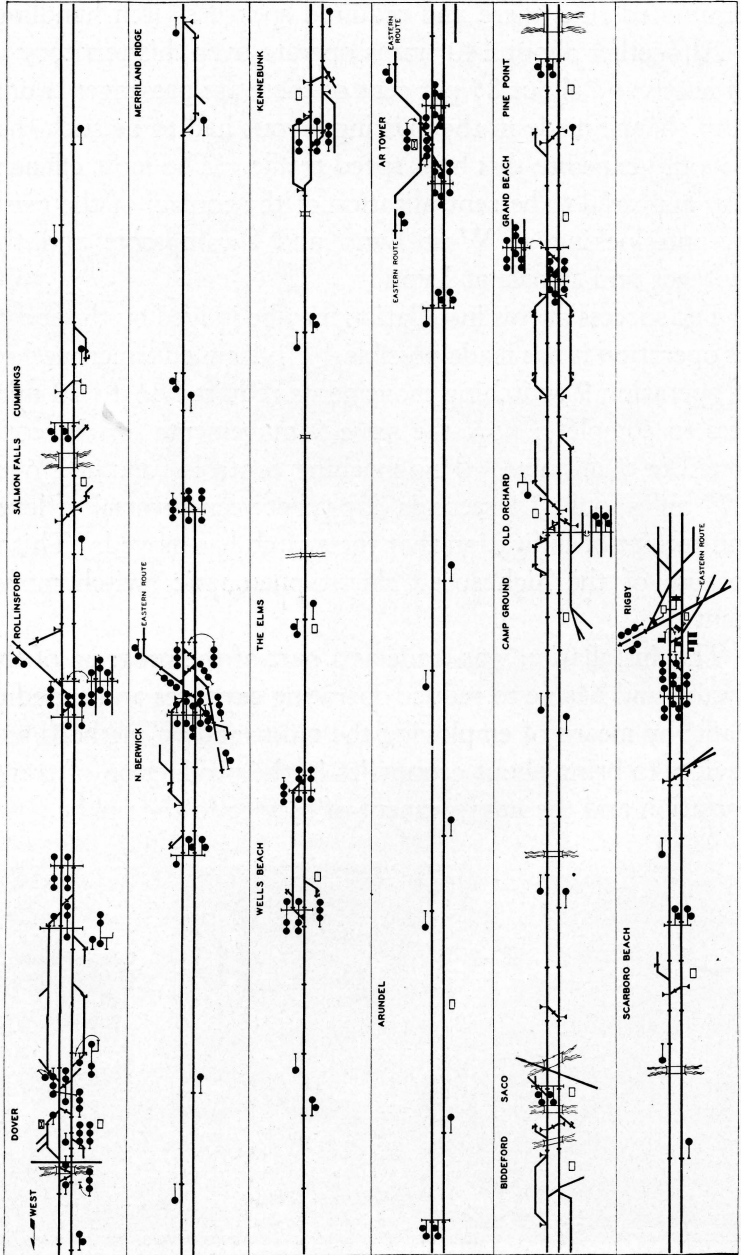 WEST
DOVER
ROLLINSFORD
SALMON FALLS
CUMMINGS
N. BERWICK
EASTERN ROUTE
MERRILAND RIDGE
WELLS BEACH
THE ELMS
KENNEBUNK
ARUNDEL
EASTERN ROUTE
AR TOWER
EASTERN ROUTE
BIDDEFORD
SACO
CAMP GROUND
OLD ORCHARD
GRAND BEACH
PINE POINT
SCARBORO BEACH
RIGBY
EASTERN ROUTE